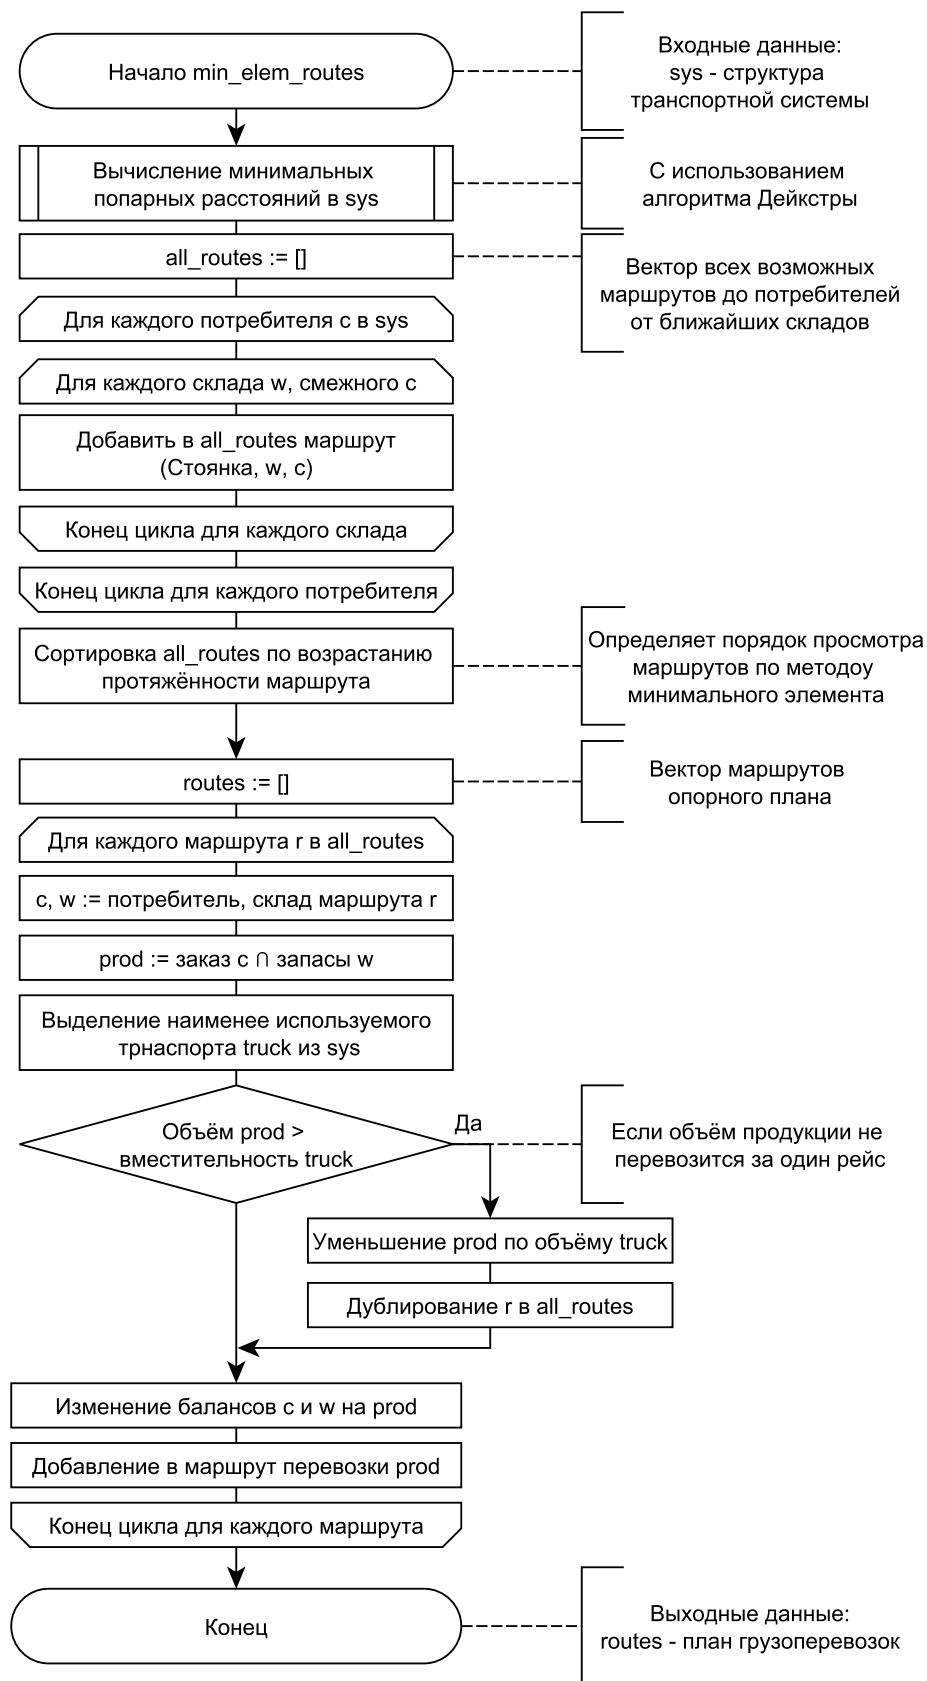 Начало min_elem_routes
Входные данные:
sys - структура
транспортной системы
Вычисление минимальных
попарных расстояний в sys
С использованием
алгоритма Дейкстры
all_routes := []
Вектор всех возможных
маршрутов до потребителей
от ближайших складов
Для каждого потребителя c в sys
Для каждого склада w, смежного c
Добавить в all_routes маршрут
(Стоянка, w, c)
Конец цикла для каждого склада
Конец цикла для каждого потребителя
Сортировка all_routes по возрастанию
протяжённости маршрута
Определяет порядок просмотра
маршрутов по методоу
минимального элемента
routes := []
Вектор маршрутов
опорного плана
Для каждого маршрута r в all_routes
c, w := потребитель, склад маршрута r
prod := заказ c ∩ запасы w
Выделение наименее используемого
трнаспорта truck из sys
Объём prod >
вместительность truck
Да
Если объём продукции не
перевозится за один рейс
Уменьшение prod по объёму truck
Дублирование r в all_routes
Изменение балансов c и w на prod
Добавление в маршрут перевозки prod
Конец цикла для каждого маршрута
Конец
Выходные данные:
routes - план грузоперевозок